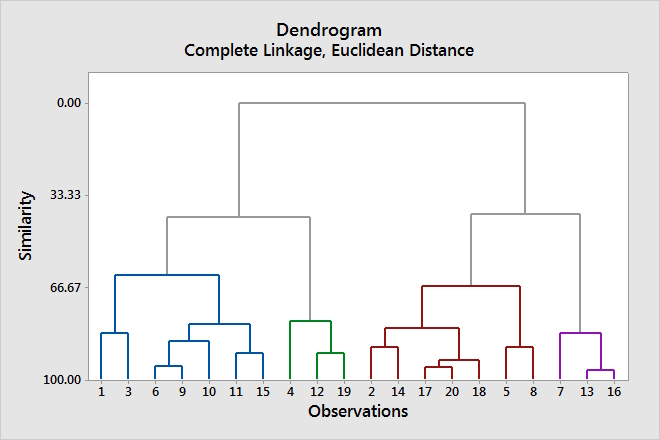 Dendrogram
Complete Linkage, Euclidean Distance
0.00
33.33
66.67
100.00
Similarity
1 3 6 9 10 11 15 4 12 19 2 14 17 20 18 5 8 7 13 16
Observations